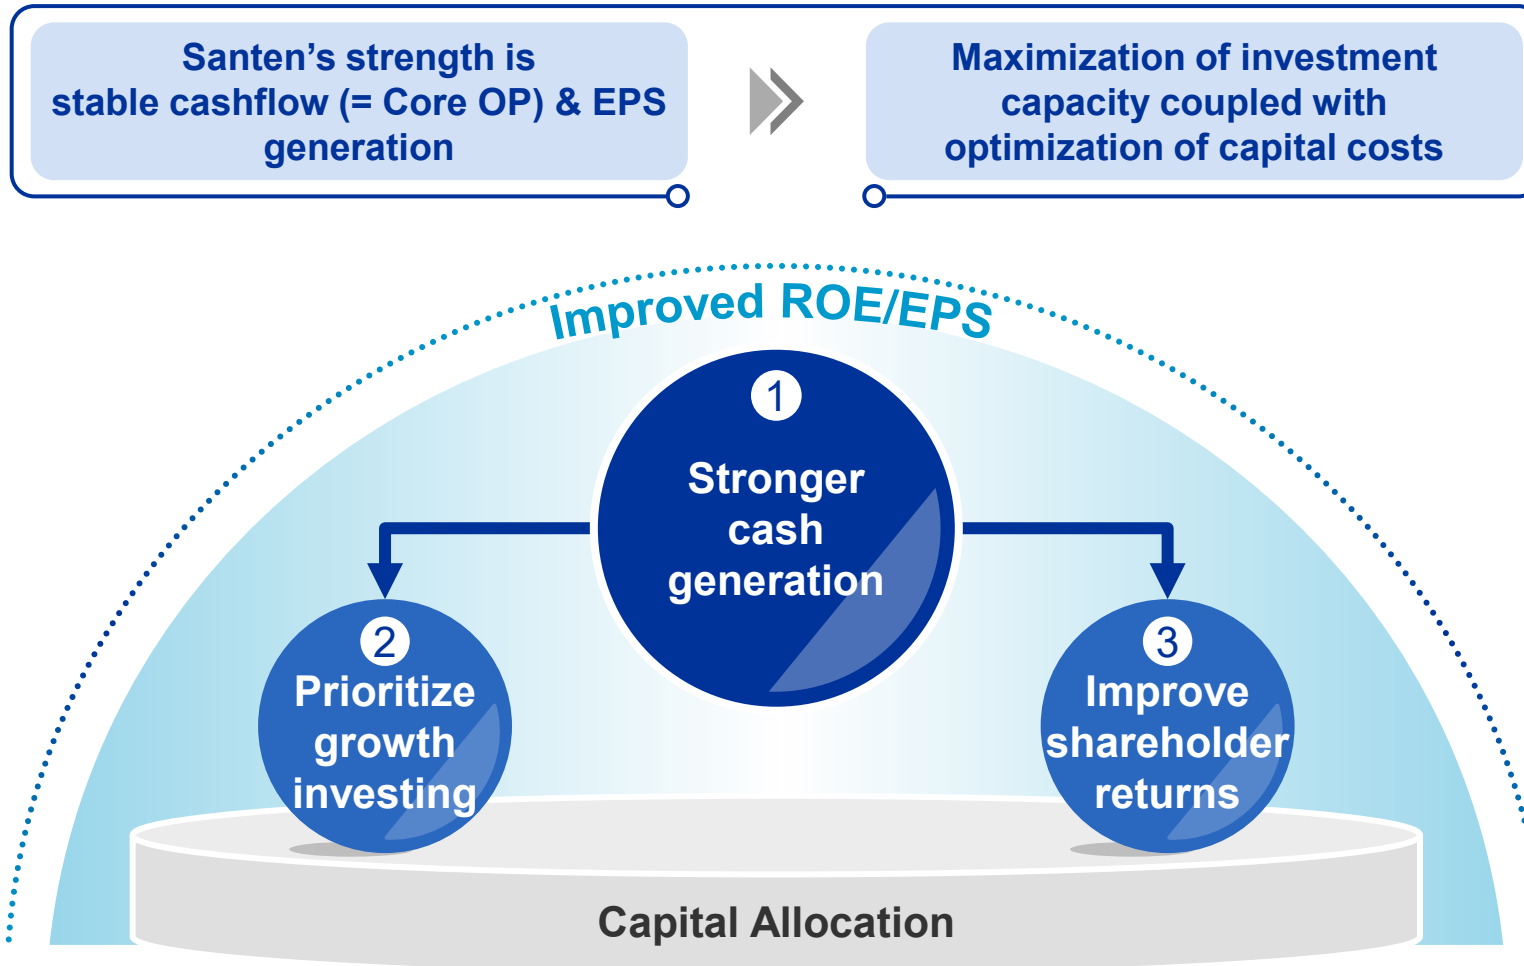 Santen’s strength is
stable cashflow (= Core OP) & EPS
generation
Maximization of investment
capacity coupled with
optimization of capital costs
Improved ROE/EPS
1
Stronger
cash
generation
2
Prioritize
growth
investing
3
Improve
shareholder
returns
Capital Allocation